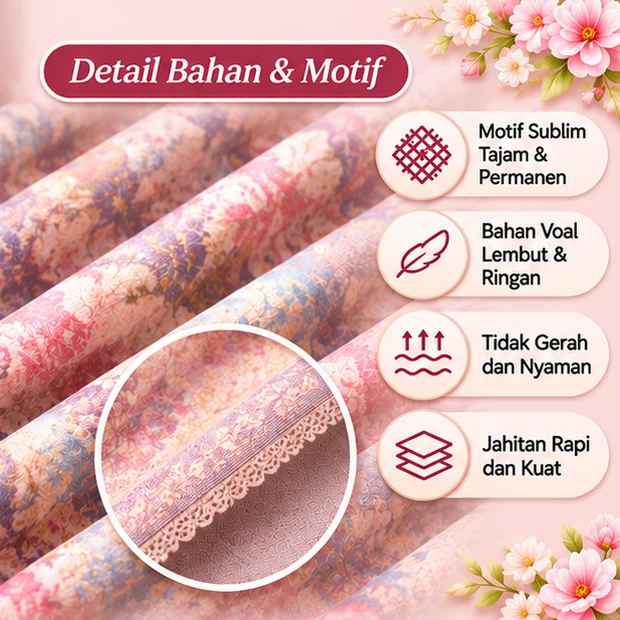 Detail Bahan & Motif
Motif Sublim
Tajam &
Permanen
Bahan Voal
Lembut &
Ringan
Tidak Gerah
dan Nyaman
Jahitan Rapi
dan Kuat